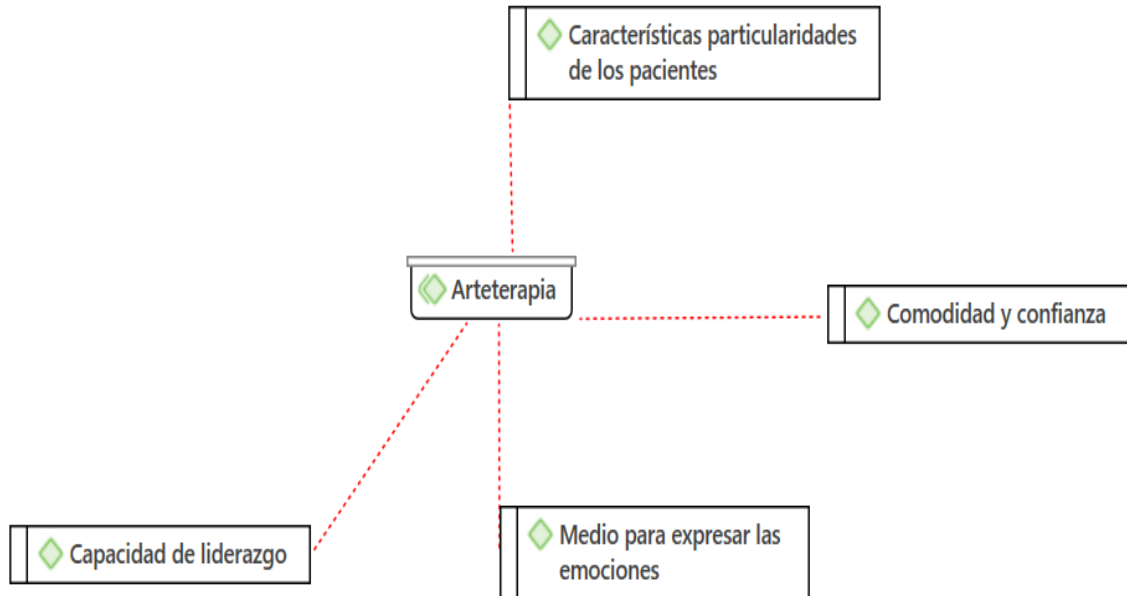 Características particularidades
de los pacientes
Arteterapia
Comodidad y confianza
Capacidad de liderazgo
Medio para expresar las
emociones